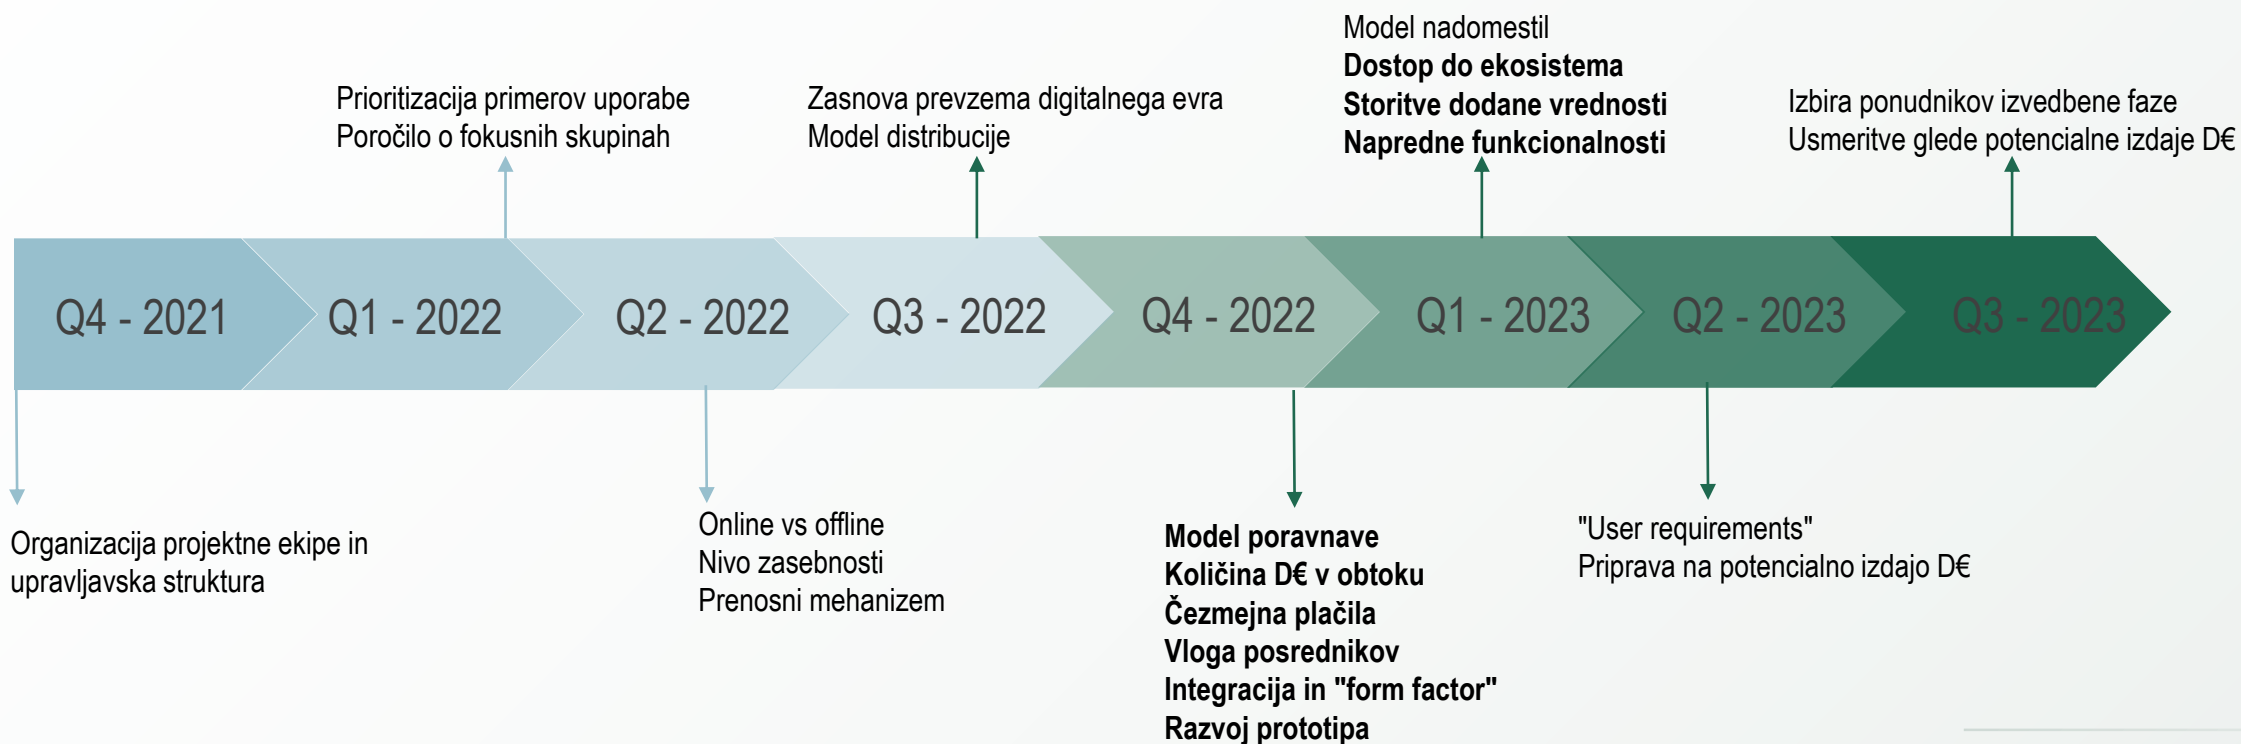 Model nadomestil
Dostop do ekosistema
Storitve dodane vrednosti
Napredne funkcionalnosti
Prioritizacija primerov uporabe
Poročilo o fokusnih skupinah
Zasnova prevzema digitalnega evra
Model distribucije
Izbira ponudnikov izvedbene faze
Usmeritve glede potencialne izdaje D€
Q4 - 2021
Q1 - 2022
Q2 - 2022
Q3 - 2022
Q4 - 2022
Q1 - 2023
Q2 - 2023
Q3 - 2023
Organizacija projektne ekipe in
upravljavska struktura
Online vs offline
Nivo zasebnosti
Prenosni mehanizem
Model poravnave
Količina D€ v obtoku
Čezmejna plačila
Vloga posrednikov
Integracija in "form factor"
Razvoj prototipa
"User requirements"
Priprava na potencialno izdajo D€